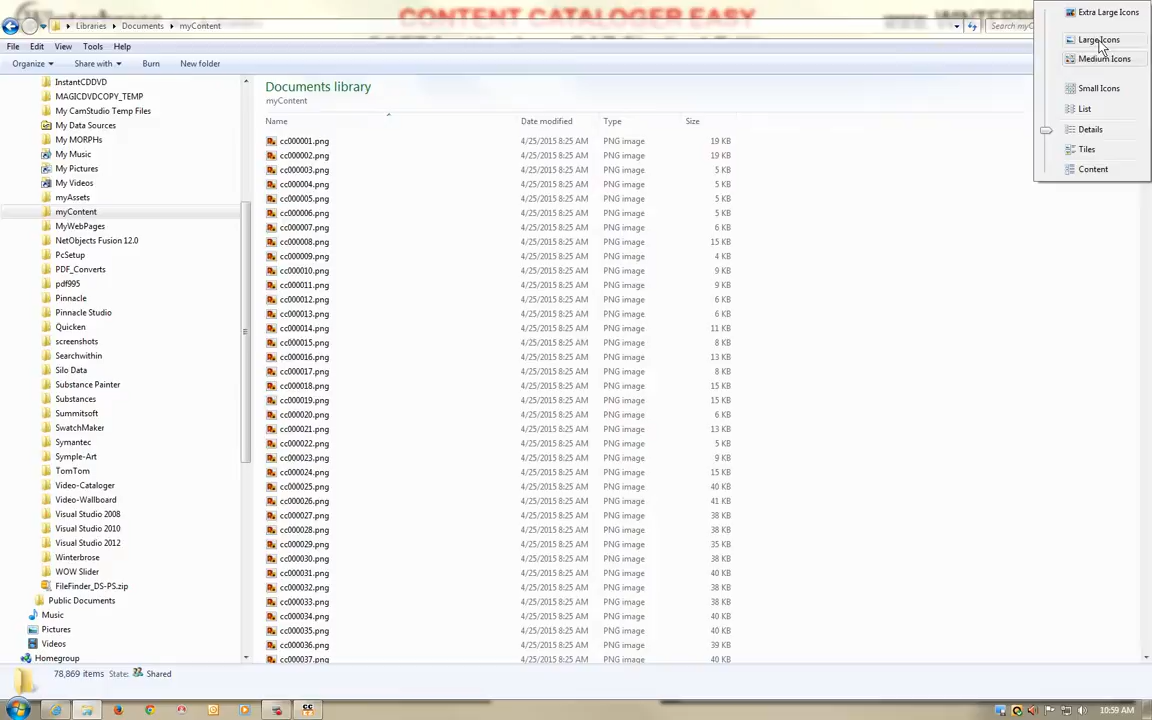 CONTENT CATALOGER EASY
Libraries ▸ Documents ▸ myContent
Search myC
File Edit View Tools Help
Organize Share with Burn New folder
Extra Large Icons
Large Icons
Medium Icons
Small Icons
List
Details
Tiles
Content
InstantCDDVD
MAGICDVDCOPY_TEMP
My CamStudio Temp Files
My Data Sources
My MORPHs
My Music
My Pictures
My Videos
myAssets
myContent
MyWebPages
NetObjects Fusion 12.0
PcSetup
PDF_Converts
pdf995
Pinnacle
Pinnacle Studio
Quicken
screenshots
Searchwithin
Silo Data
Substance Painter
Substances
Summitsoft
SwatchMaker
Symantec
Symple-Art
TomTom
Video-Cataloger
Video-Wallboard
Visual Studio 2008
Visual Studio 2010
Visual Studio 2012
Winterbrose
WOW Slider
FileFinder_DS-PS.zip
Public Documents
Music
Pictures
Videos
Homegroup
Documents library
myContent
Name Date modified Type Size
cc000001.png 4/25/2015 8:25 AM PNG image 19 KB
cc000002.png 4/25/2015 8:25 AM PNG image 19 KB
cc000003.png 4/25/2015 8:25 AM PNG image 5 KB
cc000004.png 4/25/2015 8:25 AM PNG image 5 KB
cc000005.png 4/25/2015 8:25 AM PNG image 5 KB
cc000006.png 4/25/2015 8:25 AM PNG image 5 KB
cc000007.png 4/25/2015 8:25 AM PNG image 6 KB
cc000008.png 4/25/2015 8:25 AM PNG image 15 KB
cc000009.png 4/25/2015 8:25 AM PNG image 4 KB
cc000010.png 4/25/2015 8:25 AM PNG image 9 KB
cc000011.png 4/25/2015 8:25 AM PNG image 9 KB
cc000012.png 4/25/2015 8:25 AM PNG image 6 KB
cc000013.png 4/25/2015 8:25 AM PNG image 6 KB
cc000014.png 4/25/2015 8:25 AM PNG image 11 KB
cc000015.png 4/25/2015 8:25 AM PNG image 8 KB
cc000016.png 4/25/2015 8:25 AM PNG image 13 KB
cc000017.png 4/25/2015 8:25 AM PNG image 8 KB
cc000018.png 4/25/2015 8:25 AM PNG image 15 KB
cc000019.png 4/25/2015 8:25 AM PNG image 15 KB
cc000020.png 4/25/2015 8:25 AM PNG image 6 KB
cc000021.png 4/25/2015 8:25 AM PNG image 13 KB
cc000022.png 4/25/2015 8:25 AM PNG image 5 KB
cc000023.png 4/25/2015 8:25 AM PNG image 9 KB
cc000024.png 4/25/2015 8:25 AM PNG image 15 KB
cc000025.png 4/25/2015 8:25 AM PNG image 40 KB
cc000026.png 4/25/2015 8:25 AM PNG image 41 KB
cc000027.png 4/25/2015 8:25 AM PNG image 38 KB
cc000028.png 4/25/2015 8:25 AM PNG image 38 KB
cc000029.png 4/25/2015 8:25 AM PNG image 35 KB
cc000030.png 4/25/2015 8:25 AM PNG image 38 KB
cc000031.png 4/25/2015 8:25 AM PNG image 40 KB
cc000032.png 4/25/2015 8:25 AM PNG image 38 KB
cc000033.png 4/25/2015 8:25 AM PNG image 38 KB
cc000034.png 4/25/2015 8:25 AM PNG image 40 KB
cc000035.png 4/25/2015 8:25 AM PNG image 40 KB
cc000036.png 4/25/2015 8:25 AM PNG image 39 KB
cc000037.png 4/25/2015 8:25 AM PNG image 40 KB
78,869 items State: Shared
CC
10:59 AM